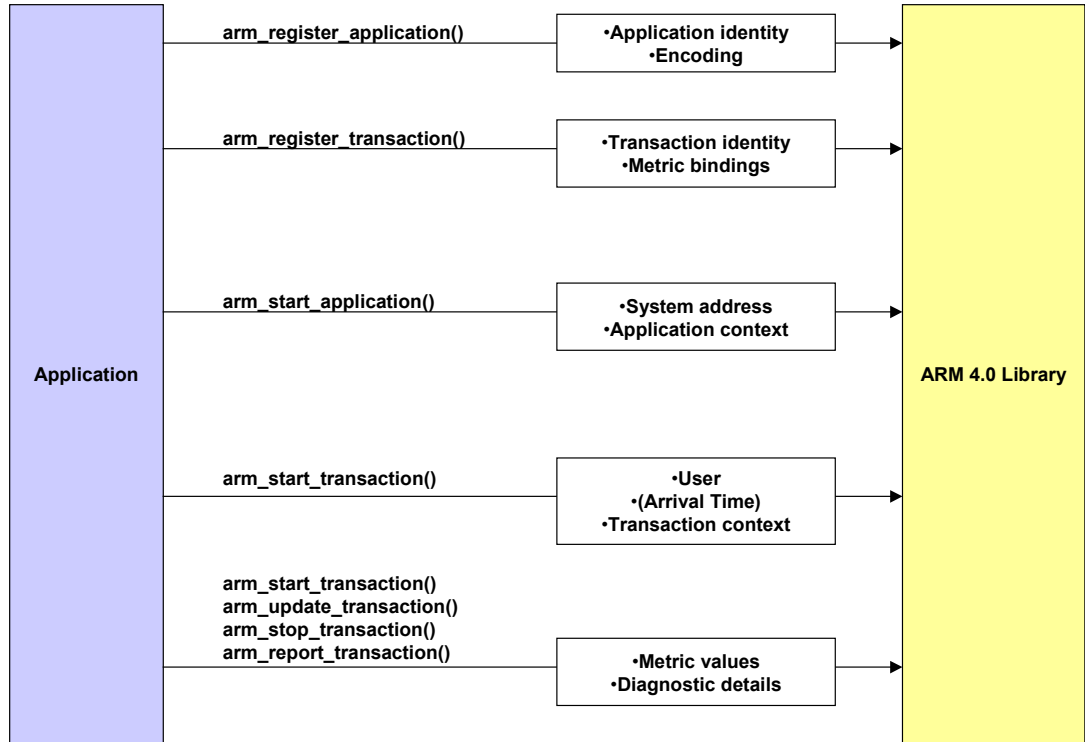 Application
arm_register_application()
•Application identity
•Encoding
arm_register_transaction()
•Transaction identity
•Metric bindings
arm_start_application()
•System address
•Application context
arm_start_transaction()
•User
•(Arrival Time)
•Transaction context
arm_start_transaction()
arm_update_transaction()
arm_stop_transaction()
arm_report_transaction()
•Metric values
•Diagnostic details
ARM 4.0 Library